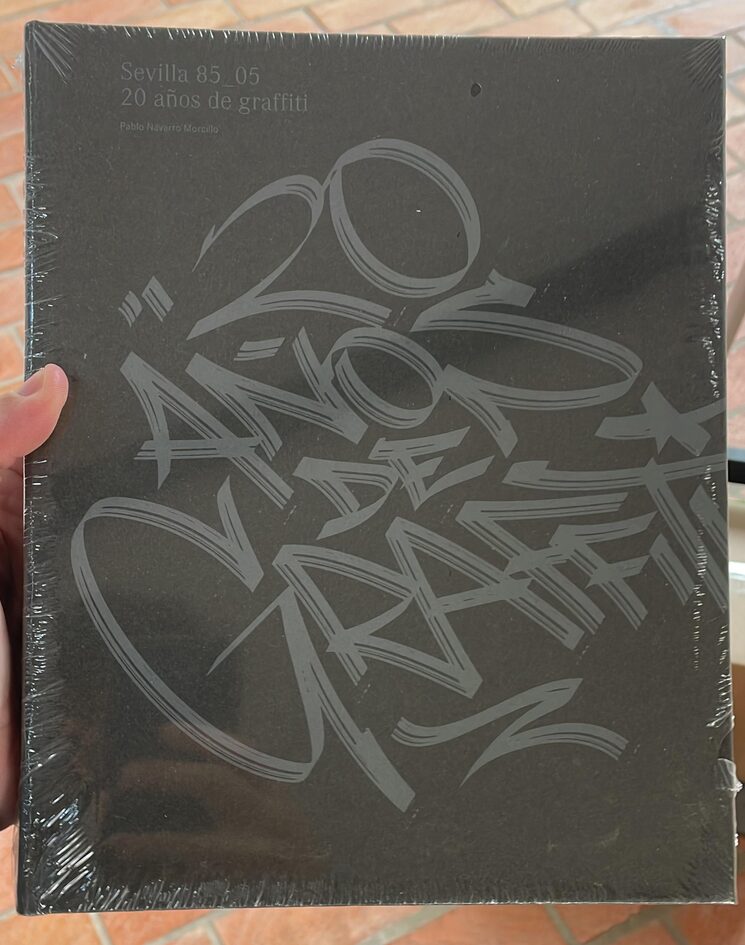 Sevilla 85_05
20 años de graffiti
Pablo Navarro Morcillo
20
AÑOS
DE
GRAFFITI